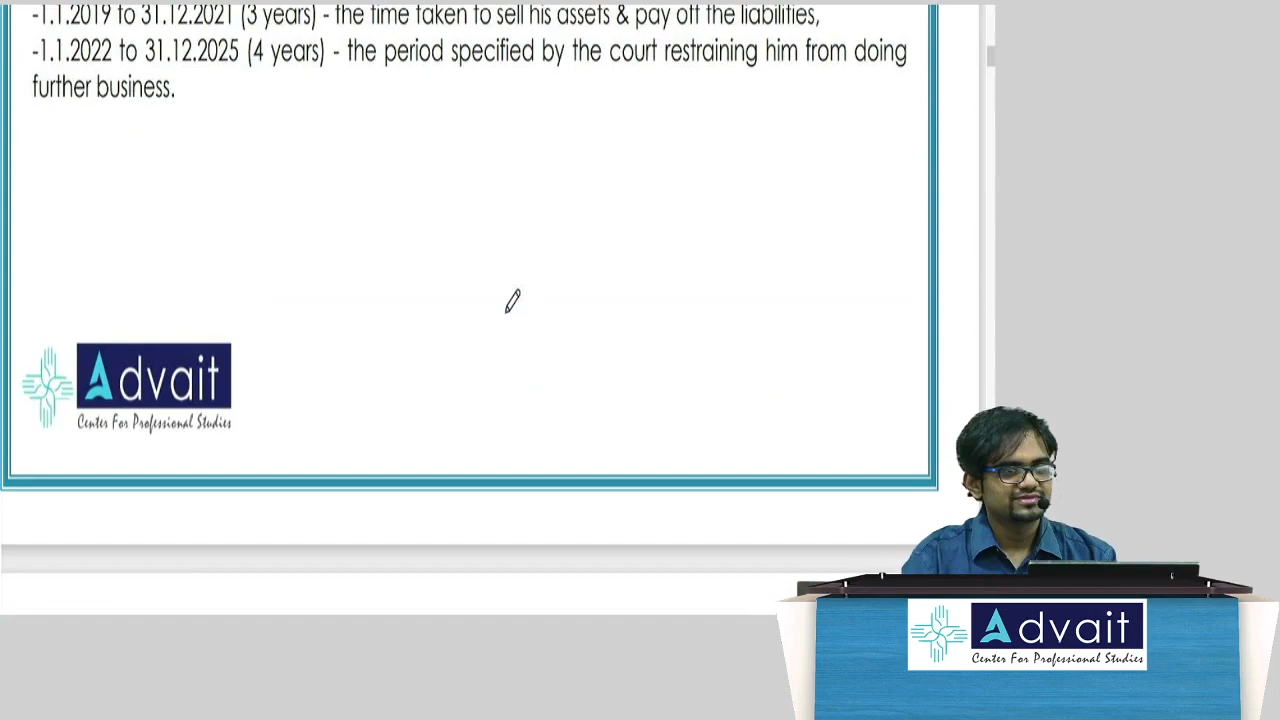 -1.1.2019 to 31.12.2021 (3 years) - the time taken to sell his assets & pay off the liabilities,
-1.1.2022 to 31.12.2025 (4 years) - the period specified by the court restraining him from doing
further business.
Advait
Center For Professional Studies
Advait
Center For Professional Studies